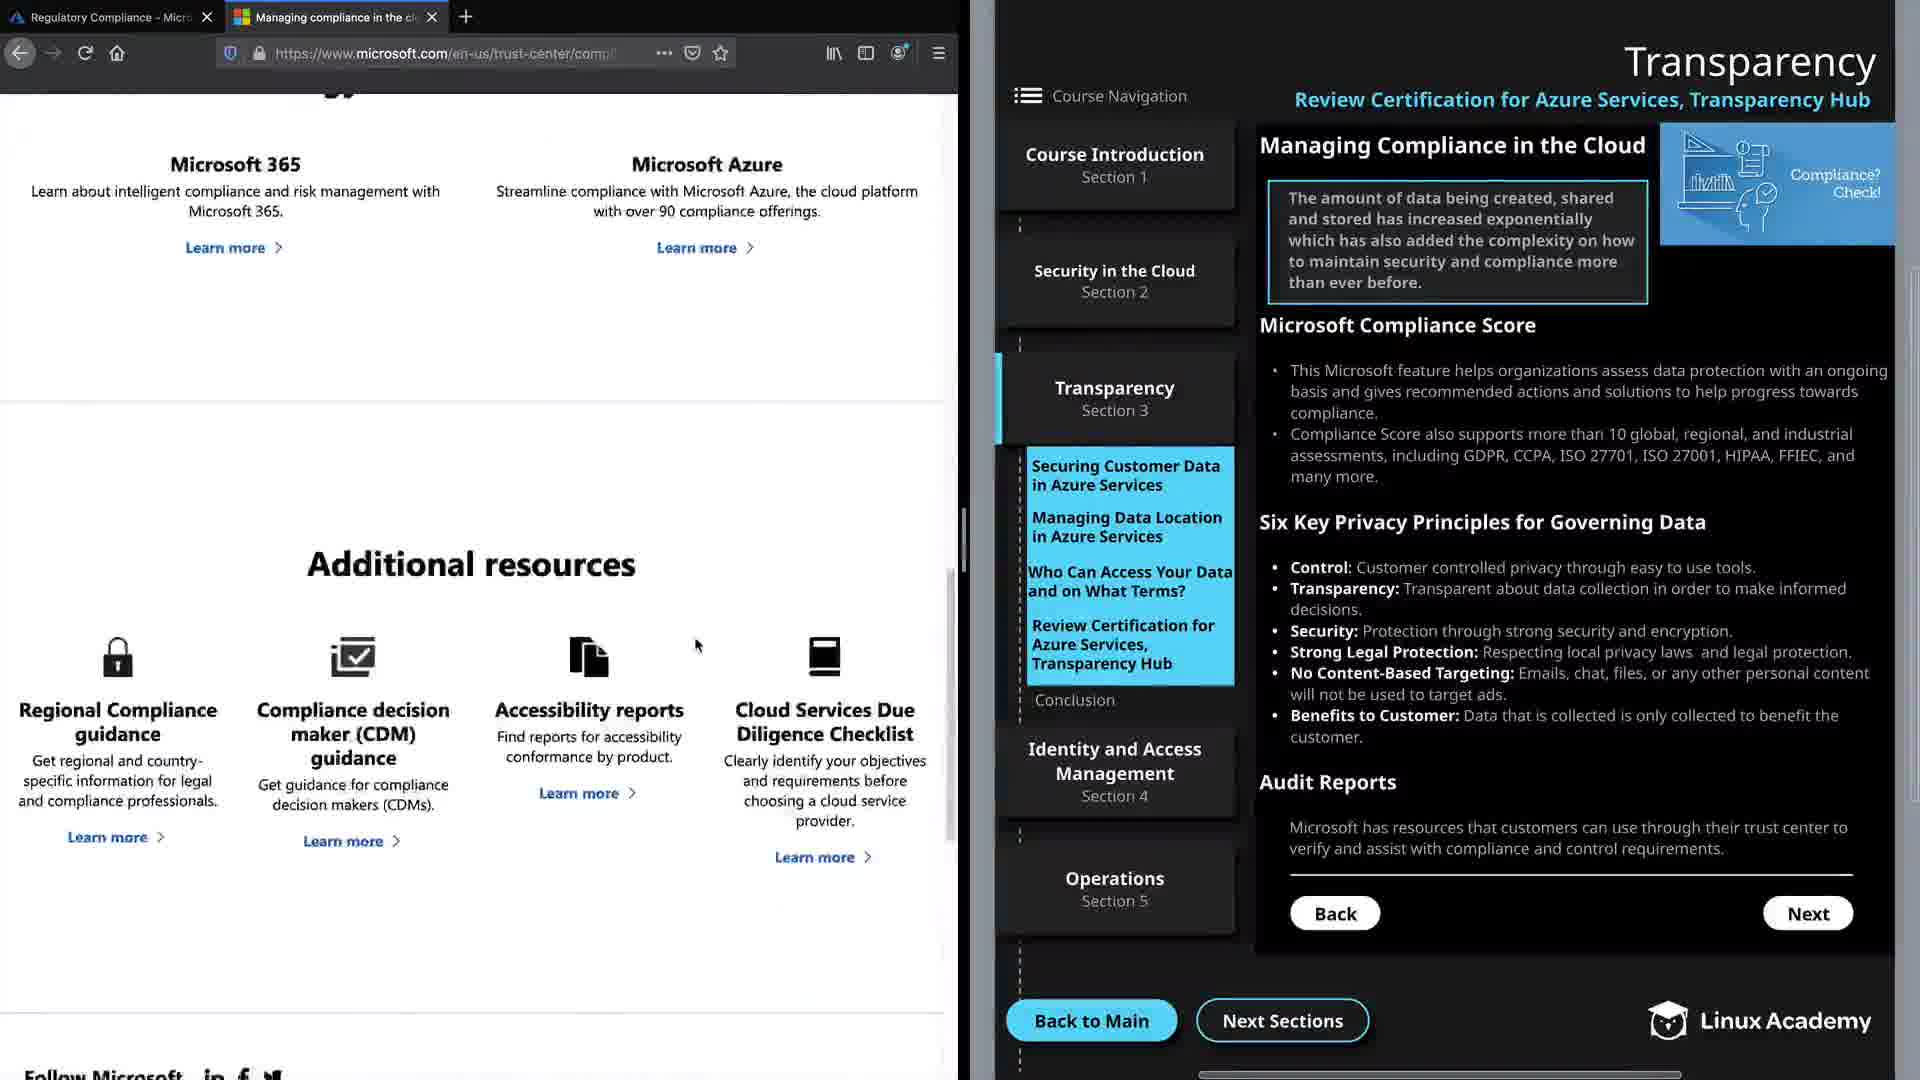 Regulatory Compliance - Micro
Managing compliance in the cl
https://www.microsoft.com/en-us/trust-center/compl
Microsoft 365
Learn about intelligent compliance and risk management with
Microsoft 365.
Learn more
Microsoft Azure
Streamline compliance with Microsoft Azure, the cloud platform
with over 90 compliance offerings.
Learn more
Additional resources
Regional Compliance
guidance
Get regional and country-
specific information for legal
and compliance professionals.
Learn more
Compliance decision
maker (CDM)
guidance
Get guidance for compliance
decision makers (CDMs).
Learn more
Accessibility reports
Find reports for accessibility
conformance by product.
Learn more
Cloud Services Due
Diligence Checklist
Clearly identify your objectives
and requirements before
choosing a cloud service
provider.
Learn more
Follow Microsoft
Transparency
Review Certification for Azure Services, Transparency Hub
Course Navigation
Course Introduction
Section 1
Security in the Cloud
Section 2
Transparency
Section 3
Securing Customer Data
in Azure Services
Managing Data Location
in Azure Services
Who Can Access Your Data
and on What Terms?
Review Certification for
Azure Services,
Transparency Hub
Conclusion
Identity and Access
Management
Section 4
Operations
Section 5
Managing Compliance in the Cloud
Compliance?
Check!
The amount of data being created, shared
and stored has increased exponentially
which has also added the complexity on how
to maintain security and compliance more
than ever before.
Microsoft Compliance Score
• This Microsoft feature helps organizations assess data protection with an ongoing
basis and gives recommended actions and solutions to help progress towards
compliance.
• Compliance Score also supports more than 10 global, regional, and industrial
assessments, including GDPR, CCPA, ISO 27701, ISO 27001, HIPAA, FFIEC, and
many more.
Six Key Privacy Principles for Governing Data
• Control: Customer controlled privacy through easy to use tools.
• Transparency: Transparent about data collection in order to make informed
decisions.
• Security: Protection through strong security and encryption.
• Strong Legal Protection: Respecting local privacy laws and legal protection.
• No Content-Based Targeting: Emails, chat, files, or any other personal content
will not be used to target ads.
• Benefits to Customer: Data that is collected is only collected to benefit the
customer.
Audit Reports
Microsoft has resources that customers can use through their trust center to
verify and assist with compliance and control requirements.
Back
Next
Back to Main
Next Sections
Linux Academy